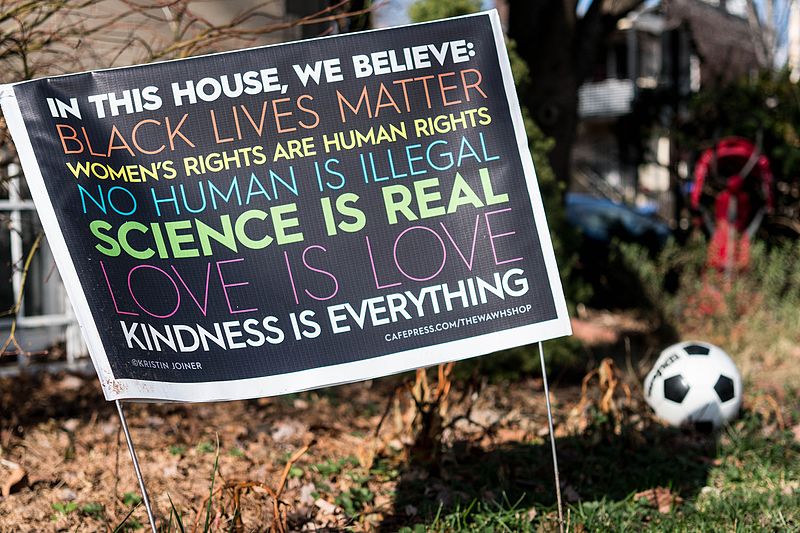 IN THIS HOUSE, WE BELIEVE:
BLACK LIVES MATTER
WOMEN'S RIGHTS ARE HUMAN RIGHTS
NO HUMAN IS ILLEGAL
SCIENCE IS REAL
LOVE IS LOVE
KINDNESS IS EVERYTHING
CAFEPRESS.COM/THEWAWHSHOP
©KRISTIN JOINER